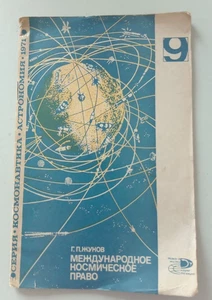 СЕРИЯ • КОСМОНАВТИКА • АСТРОНОМИЯ • 1971
9
Г.П.ЖУКОВ
МЕЖДУНАРОДНОЕ
КОСМИЧЕСКОЕ
ПРАВО